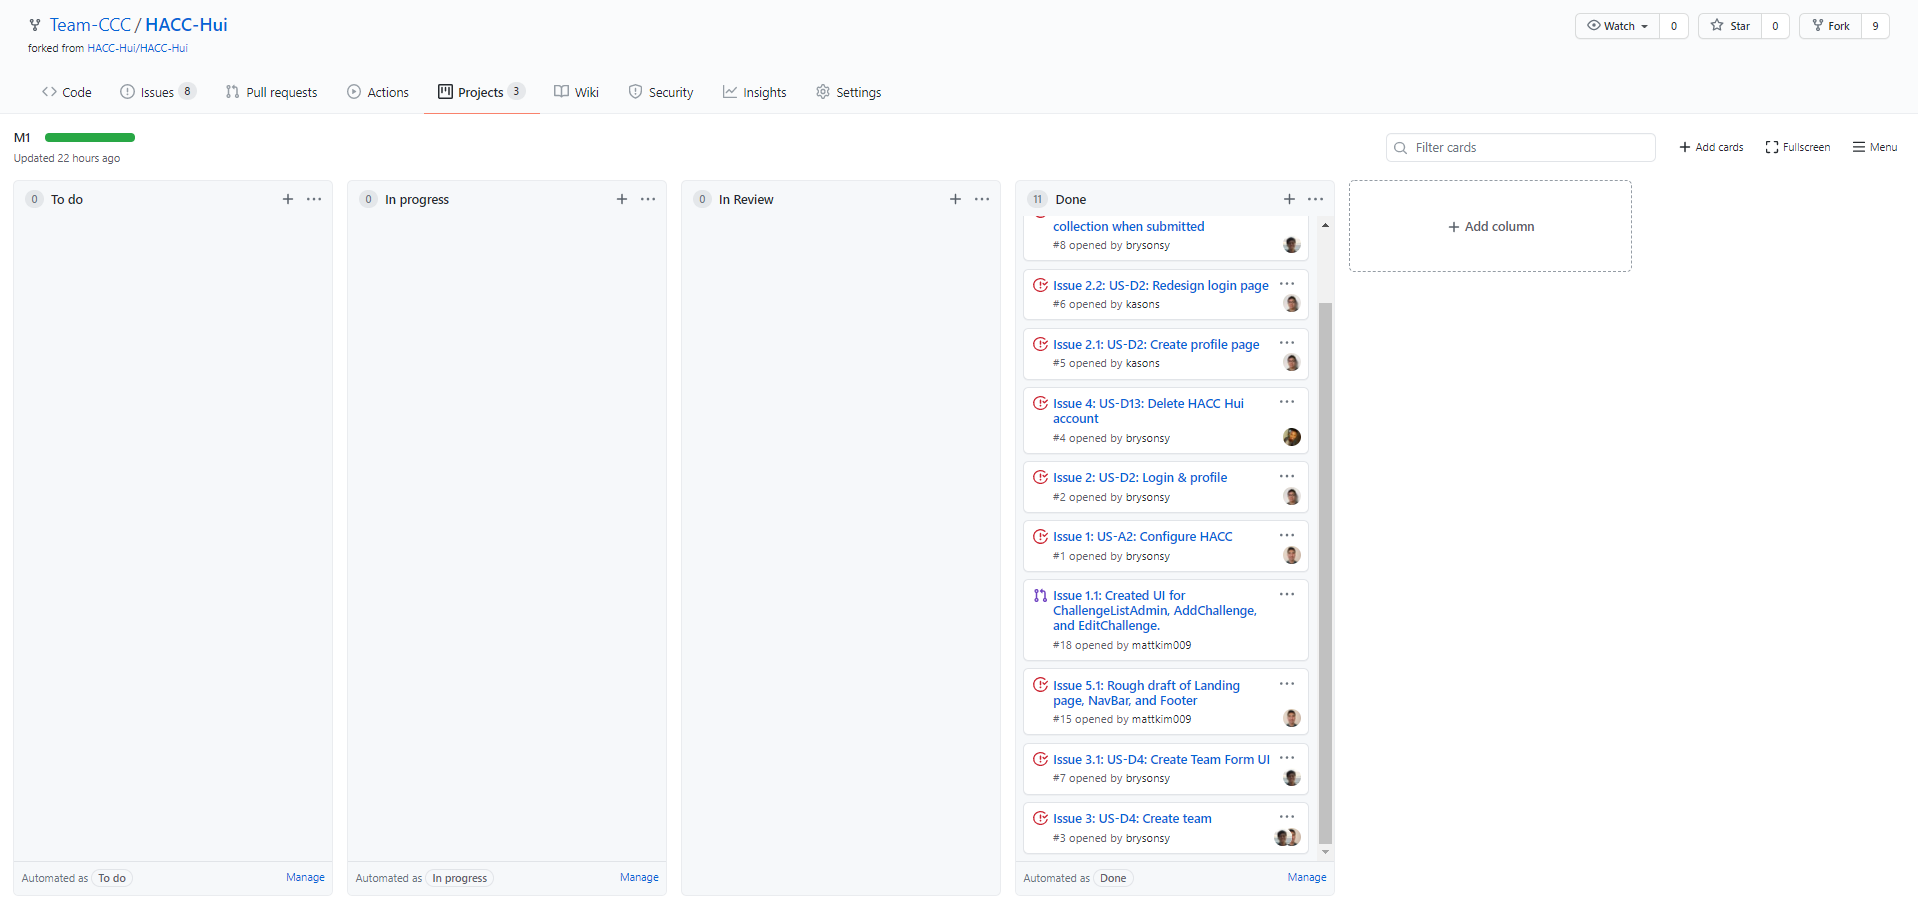 Team-CCC / HACC-Hui
Watch 0 Star 0 Fork 9
forked from HACC-Hui/HACC-Hui
Code Issues 8 Pull requests Actions Projects 3 Wiki Security Insights Settings
M1
Updated 22 hours ago
Filter cards
+ Add cards Fullscreen Menu
0 To do + ...
0 In progress + ...
0 In Review + ...
11 Done + ...
collection when submitted
#8 opened by brysonsy
Issue 2.2: US-D2: Redesign login page ...
#6 opened by kasons
Issue 2.1: US-D2: Create profile page ...
#5 opened by kasons
Issue 4: US-D13: Delete HACC Hui ...
account
#4 opened by brysonsy
Issue 2: US-D2: Login & profile ...
#2 opened by brysonsy
Issue 1: US-A2: Configure HACC ...
#1 opened by brysonsy
Issue 1.1: Created UI for ...
ChallengeListAdmin, AddChallenge,
and EditChallenge.
#18 opened by mattkim009
Issue 5.1: Rough draft of Landing ...
page, NavBar, and Footer
#15 opened by mattkim009
Issue 3.1: US-D4: Create Team Form UI ...
#7 opened by brysonsy
Issue 3: US-D4: Create team ...
#3 opened by brysonsy
+ Add column
Automated as To do Manage
Automated as In progress Manage
Automated as Done Manage